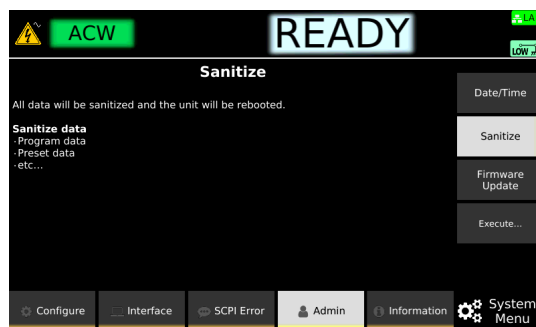 ACW
READY
LA
LOW
Sanitize
All data will be sanitized and the unit will be rebooted.
Sanitize data
·Program data
·Preset data
·etc...
Date/Time
Sanitize
Firmware
Update
Execute...
Configure
Interface
SCPI Error
Admin
Information
System
Menu